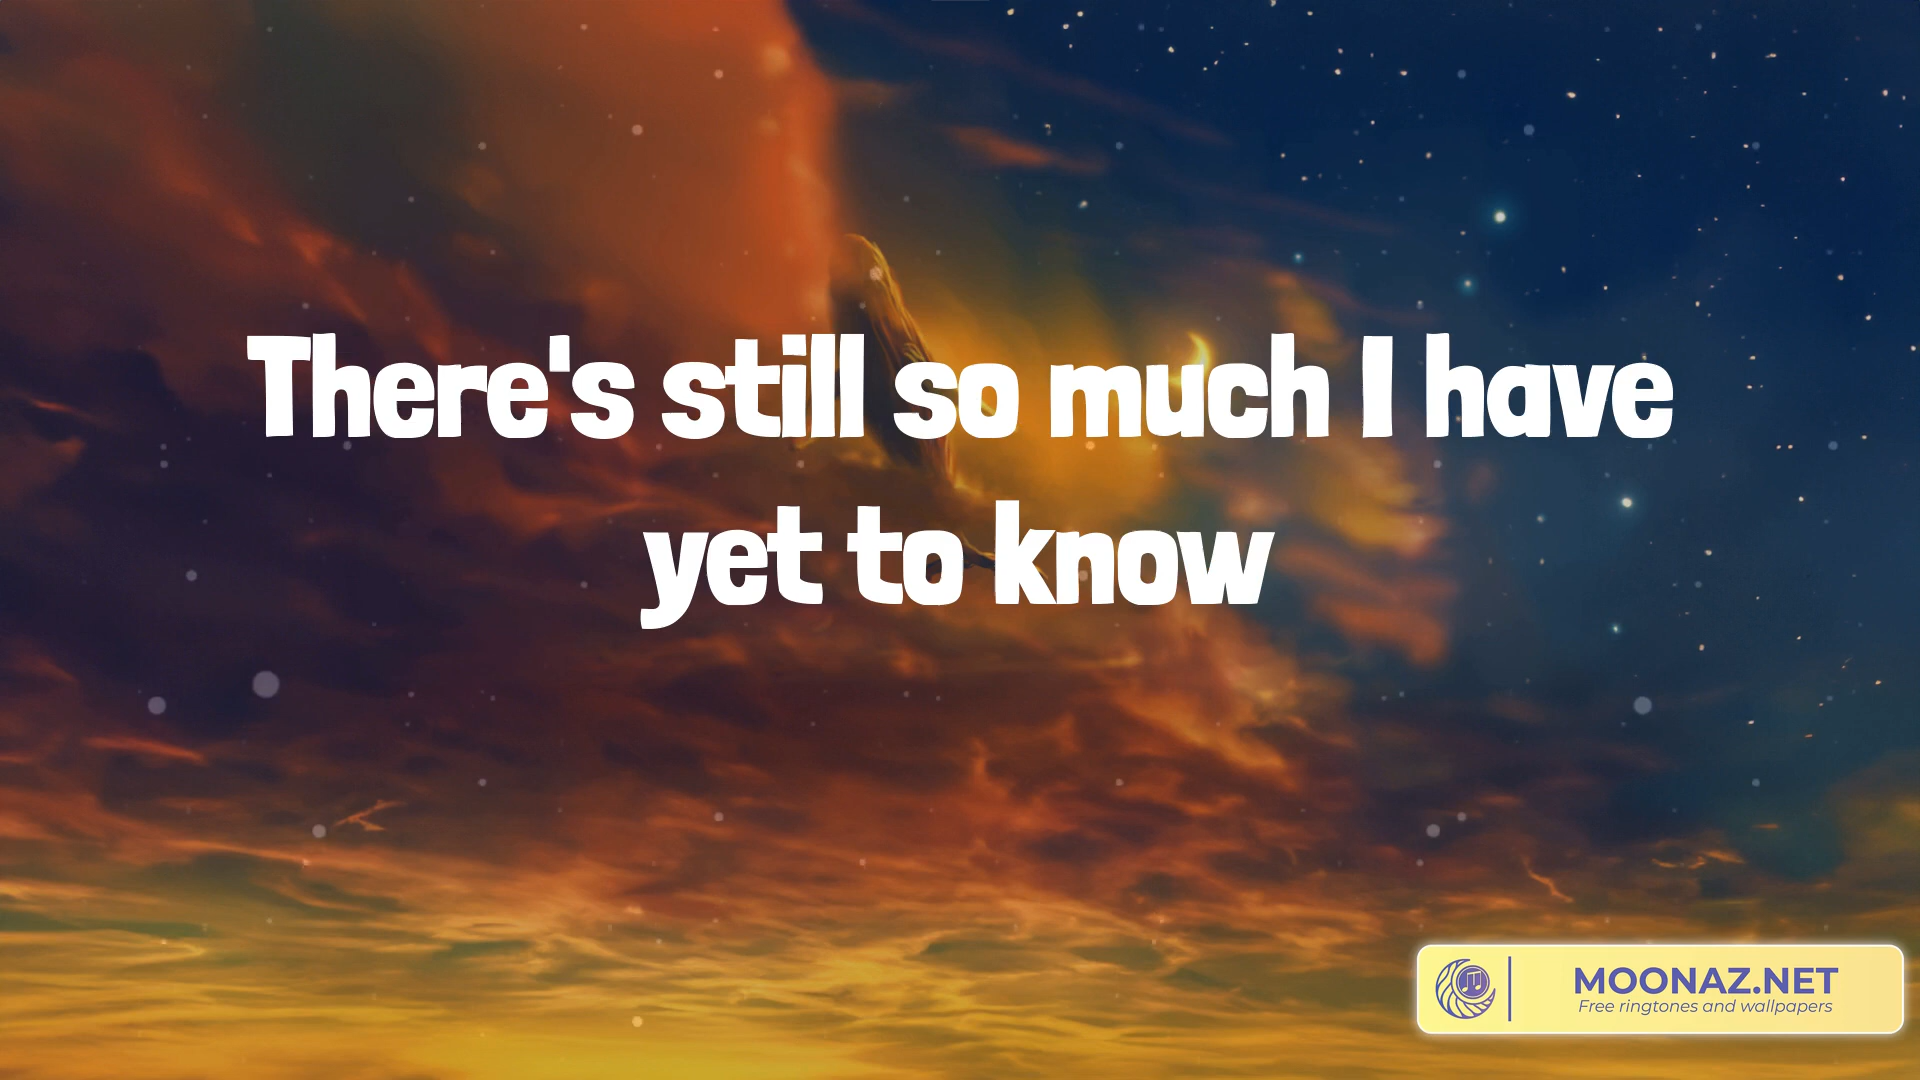 There's still so much I have
yet to know
MOONAZ.NET
Free ringtones and wallpapers